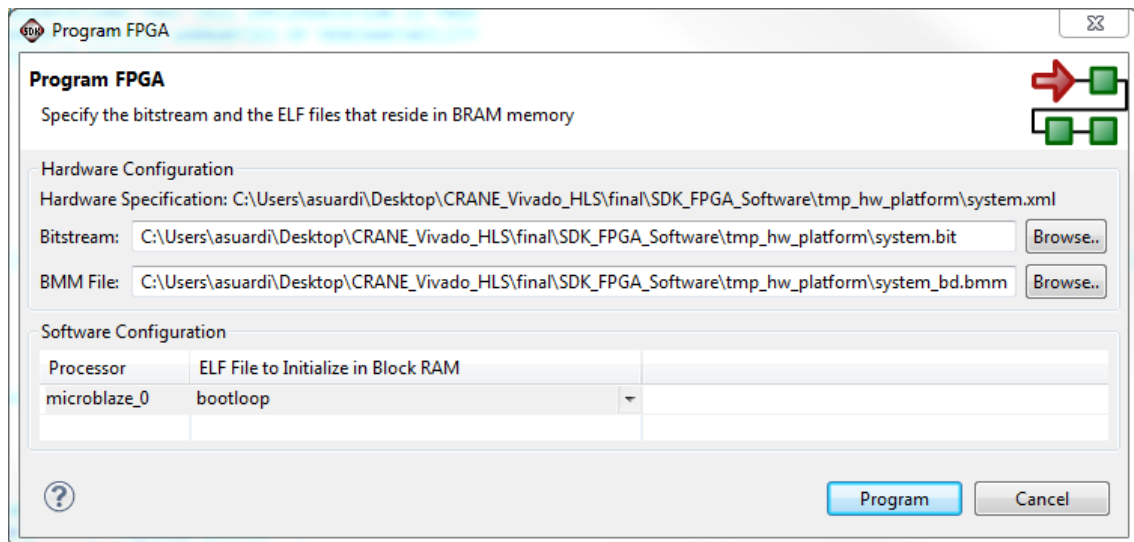 SDK Program FPGA
Program FPGA
Specify the bitstream and the ELF files that reside in BRAM memory
Hardware Configuration
Hardware Specification: C:\Users\asuardi\Desktop\CRANE_Vivado_HLS\final\SDK_FPGA_Software\tmp_hw_platform\system.xml
Bitstream: C:\Users\asuardi\Desktop\CRANE_Vivado_HLS\final\SDK_FPGA_Software\tmp_hw_platform\system.bit Browse..
BMM File: C:\Users\asuardi\Desktop\CRANE_Vivado_HLS\final\SDK_FPGA_Software\tmp_hw_platform\system_bd.bmm Browse..
Software Configuration
Processor ELF File to Initialize in Block RAM
microblaze_0 bootloop
? Program Cancel